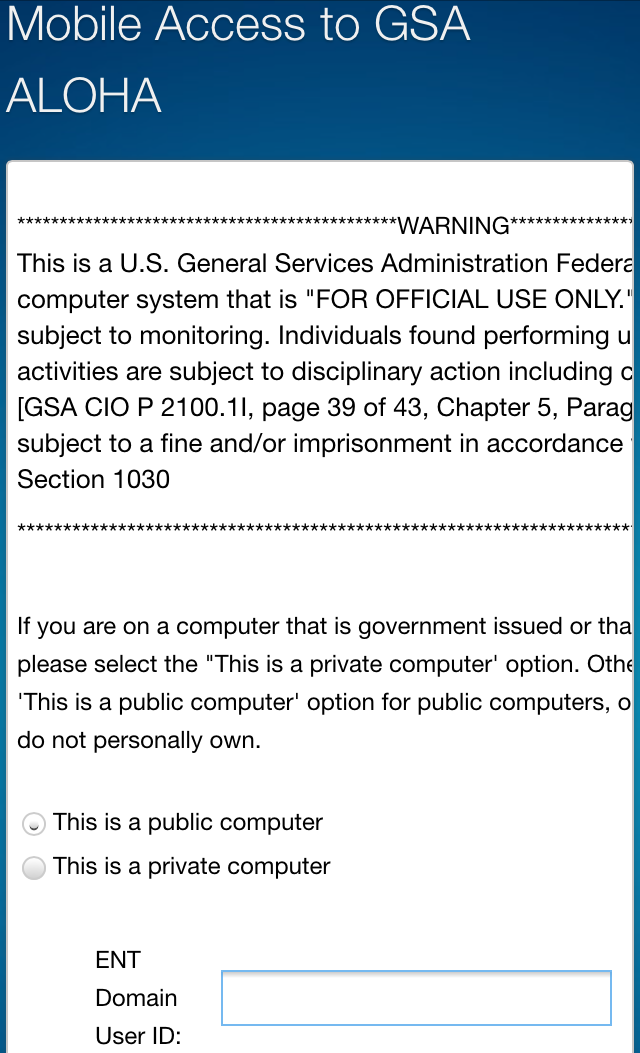 Mobile Access to GSA
ALOHA
*********************************************WARNING***************
This is a U.S. General Services Administration Federa
computer system that is "FOR OFFICIAL USE ONLY."
subject to monitoring. Individuals found performing u
activities are subject to disciplinary action including c
[GSA CIO P 2100.1I, page 39 of 43, Chapter 5, Parag
subject to a fine and/or imprisonment in accordance
Section 1030
*************************************************************************
If you are on a computer that is government issued or tha
please select the "This is a private computer' option. Othe
'This is a public computer' option for public computers, o
do not personally own.
This is a public computer
This is a private computer
ENT
Domain
User ID: